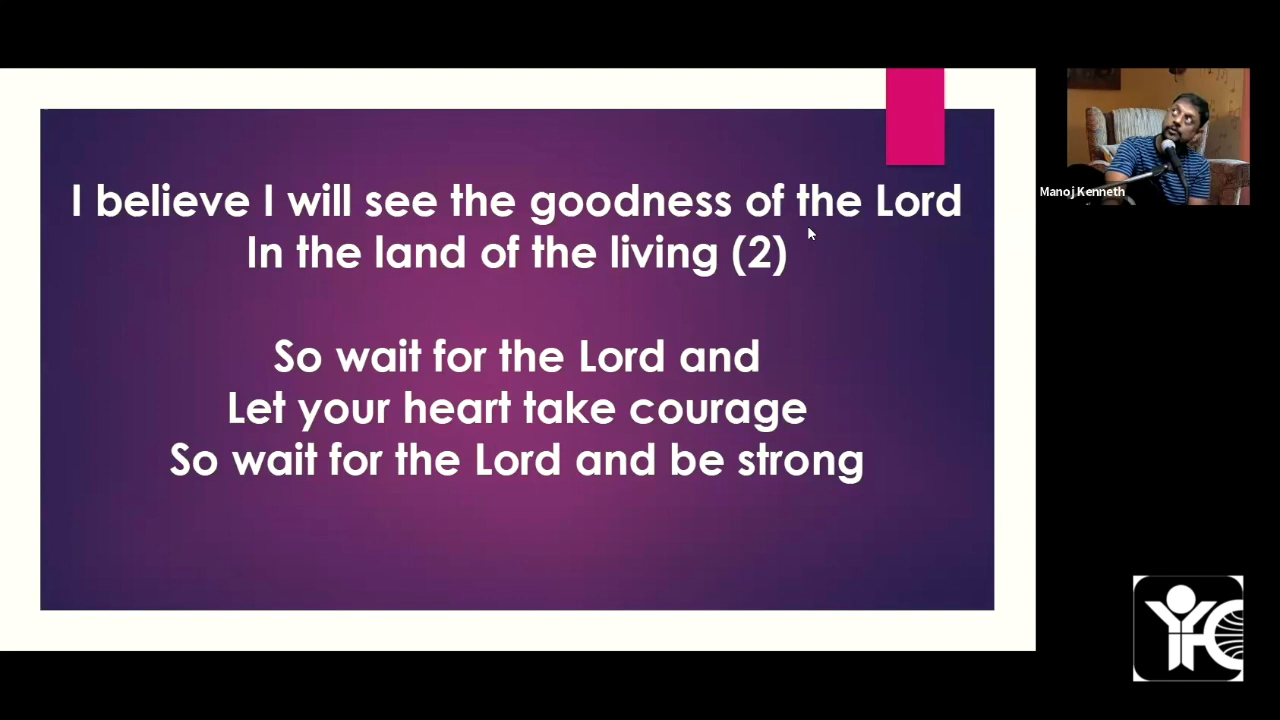 I believe I will see the goodness of the Lord
In the land of the living (2)
So wait for the Lord and
Let your heart take courage
So wait for the Lord and be strong
Manoj Kenneth
YFC